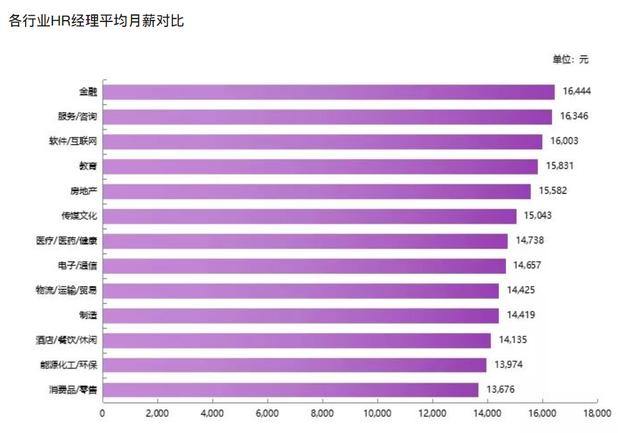 各行业HR经理平均月薪对比
单位：元
金融 16,444
服务/咨询 16,346
软件/互联网 16,003
教育 15,831
房地产 15,582
传媒文化 15,043
医疗/医药/健康 14,738
电子/通信 14,657
物流/运输/贸易 14,425
制造 14,419
酒店/餐饮/休闲 14,135
能源化工/环保 13,974
消费品/零售 13,676
0 2,000 4,000 6,000 8,000 10,000 12,000 14,000 16,000 18,000